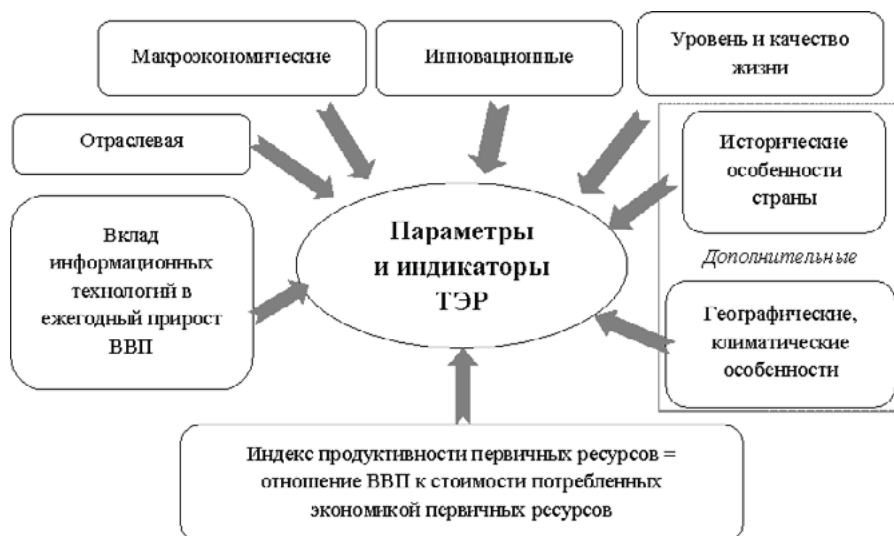 Макроэкономические
Инновационные
Уровень и качество
жизни
Отраслевая
Исторические
особенности
страны
Вклад
информационных
технологий в
ежегодный прирост
ВВП
Параметры
и индикаторы
ТЭР
Дополнительные
Географические,
климатические
особенности
Индекс продуктивности первичных ресурсов =
отношение ВВП к стоимости потребленных
экономикой первичных ресурсов